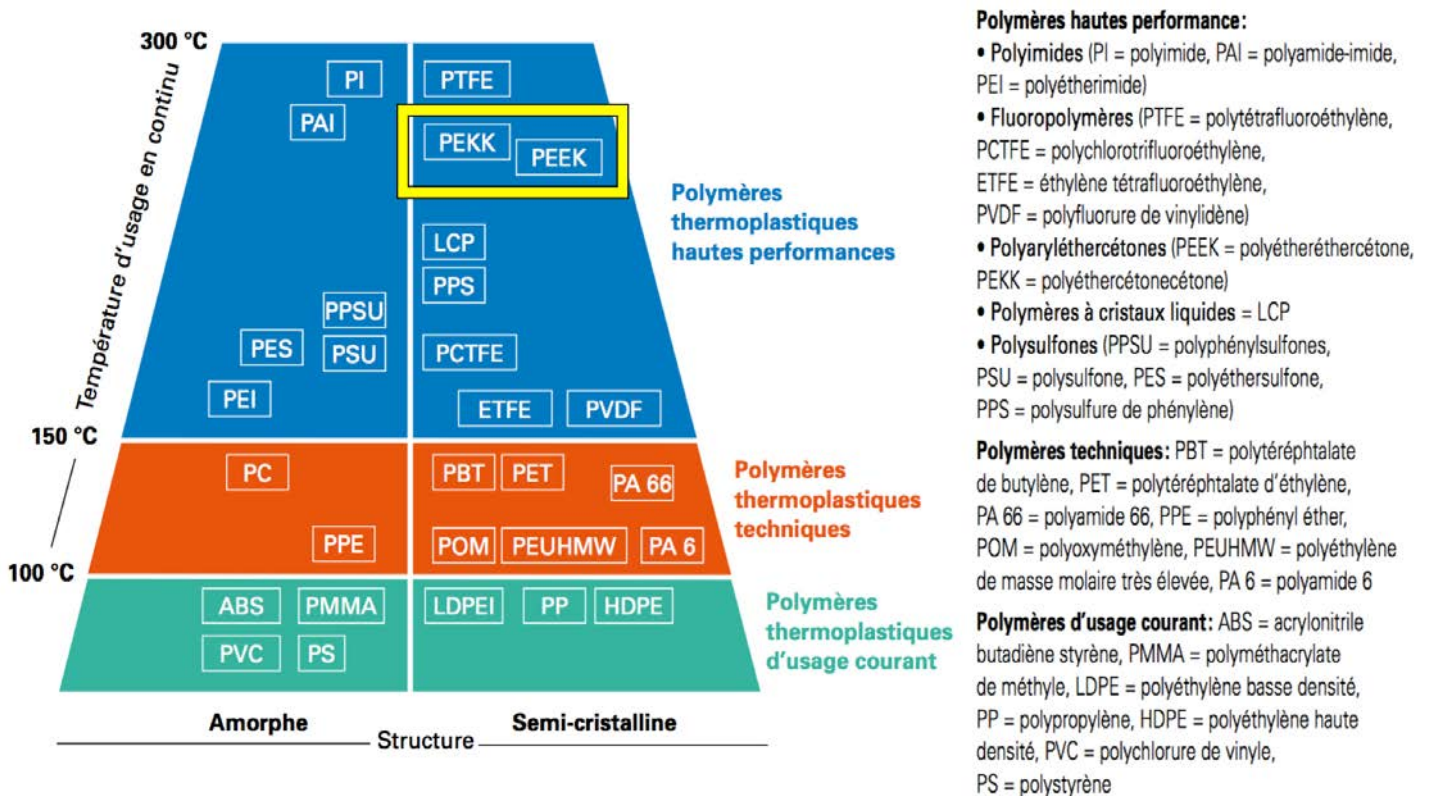 300 °C
Température d'usage en continu
PI
PTFE
PAI
PEKK
PEEK
Polymères
thermoplastiques
hautes performances
LCP
PPS
PPSU
PES
PSU
PCTFE
PEI
ETFE
PVDF
150 °C
PC
PBT
PET
PA 66
Polymères
thermoplastiques
techniques
PPE
POM
PEUHMW
PA 6
100 °C
ABS
PMMA
LDPEI
PP
HDPE
Polymères
thermoplastiques
d'usage courant
PVC
PS
Amorphe
Semi-cristalline
Structure
Polymères hautes performance:
• Polyimides (PI = polyimide, PAI = polyamide-imide,
PEI = polyétherimide)
• Fluoropolymères (PTFE = polytétrafluoroéthylène,
PCTFE = polychlorotrifluoroéthylène,
ETFE = éthylène tétrafluoroéthylène,
PVDF = polyfluorure de vinylidène)
• Polyaryléthercétones (PEEK = polyétheréthercétone,
PEKK = polyéthercétonecétone)
• Polymères à cristaux liquides = LCP
• Polysulfones (PPSU = polyphénylsulfones,
PSU = polysulfone, PES = polyéthersulfone,
PPS = polysulfure de phénylène)
Polymères techniques: PBT = polytéréphtalate
de butylène, PET = polytéréphtalate d'éthylène,
PA 66 = polyamide 66, PPE = polyphényl éther,
POM = polyoxyméthylène, PEUHMW = polyéthylène
de masse molaire très élevée, PA 6 = polyamide 6
Polymères d'usage courant: ABS = acrylonitrile
butadiène styrène, PMMA = polyméthacrylate
de méthyle, LDPE = polyéthylène basse densité,
PP = polypropylène, HDPE = polyéthylène haute
densité, PVC = polychlorure de vinyle,
PS = polystyrène